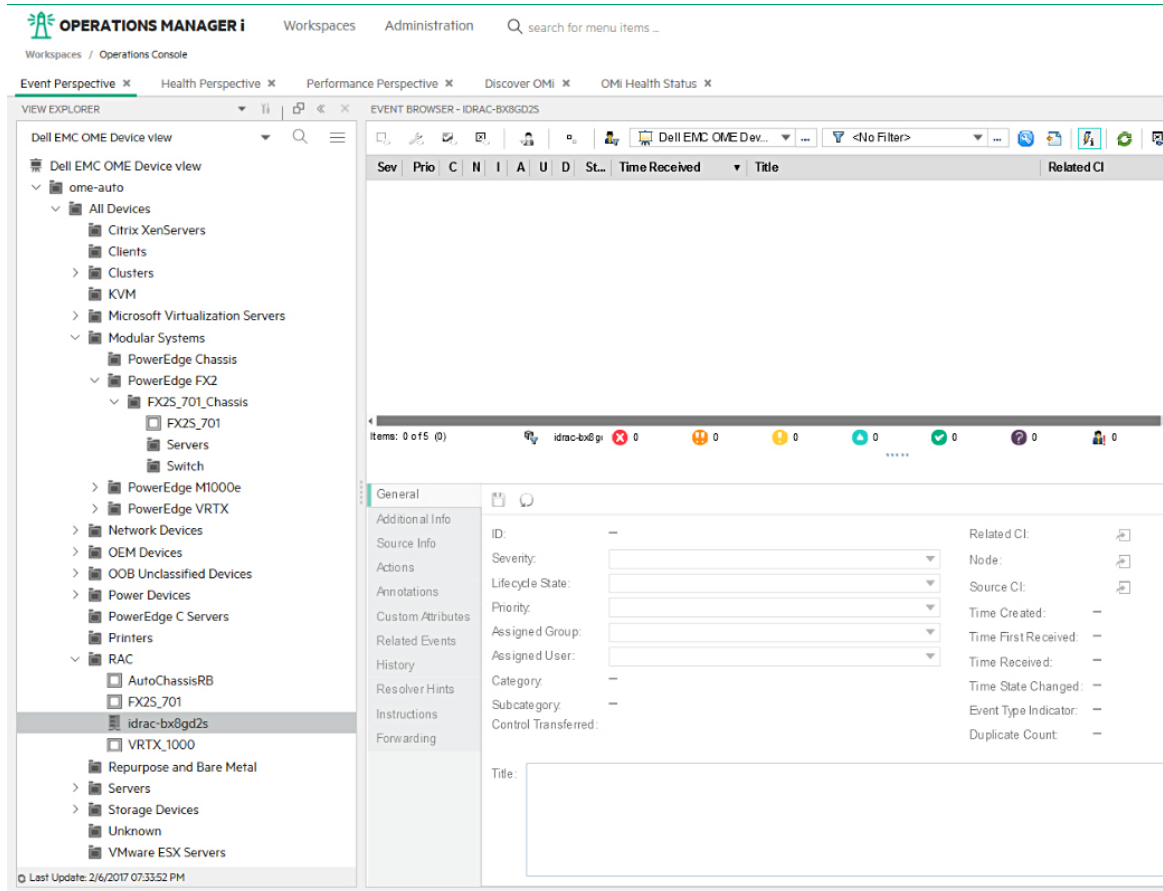 OPERATIONS MANAGER i Workspaces Administration search for menu items ...
Workspaces / Operations Console
Event Perspective × Health Perspective × Performance Perspective × Discover OMi × OMi Health Status ×
VIEW EXPLORER
Dell EMC OME Device view
Dell EMC OME Device view
ome-auto
All Devices
Citrix XenServers
Clients
Clusters
KVM
Microsoft Virtualization Servers
Modular Systems
PowerEdge Chassis
PowerEdge FX2
FX2S_701_Chassis
FX2S_701
Servers
Switch
PowerEdge M1000e
PowerEdge VRTX
Network Devices
OEM Devices
OOB Unclassified Devices
Power Devices
PowerEdge C Servers
Printers
RAC
AutoChassisRB
FX2S_701
idrac-bx8gd2s
VRTX_1000
Repurpose and Bare Metal
Servers
Storage Devices
Unknown
VMware ESX Servers
Last Update: 2/6/2017 07:33:52 PM
EVENT BROWSER - IDRAC-BX8GD2S
Dell EMC OME Dev... ... <No Filter> ...
Sev Prio C N I A U D St... Time Received Title Related CI
Items: 0 of 5 (0) idrac-bx8g 0 0 0 0 0 0 0
General
Additional Info
Source Info
Actions
Annotations
Custom Attributes
Related Events
History
Resolver Hints
Instructions
Forwarding
ID: –
Severity:
Lifecycle State:
Priority:
Assigned Group:
Assigned User:
Category: –
Subcategory: –
Control Transferred:
Related CI:
Node:
Source CI:
Time Created: –
Time First Received: –
Time Received: –
Time State Changed: –
Event Type Indicator: –
Duplicate Count: –
Title: